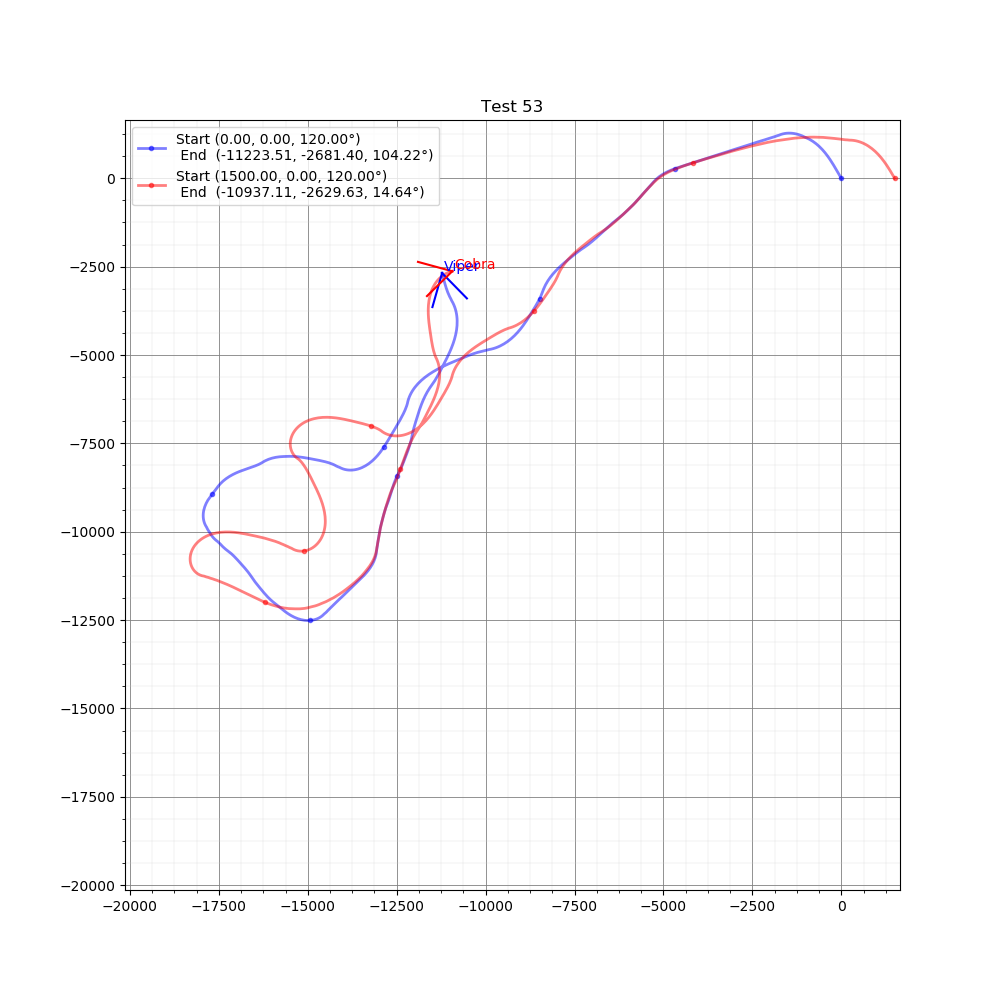 Test 53
Start (0.00, 0.00, 120.00°)
End (-11223.51, -2681.40, 104.22°)
Start (1500.00, 0.00, 120.00°)
End (-10937.11, -2629.63, 14.64°)
0
−2500
Viper
Cobra
−5000
−7500
−10000
−12500
−15000
−17500
−20000
−20000 −17500 −15000 −12500 −10000 −7500 −5000 −2500 0